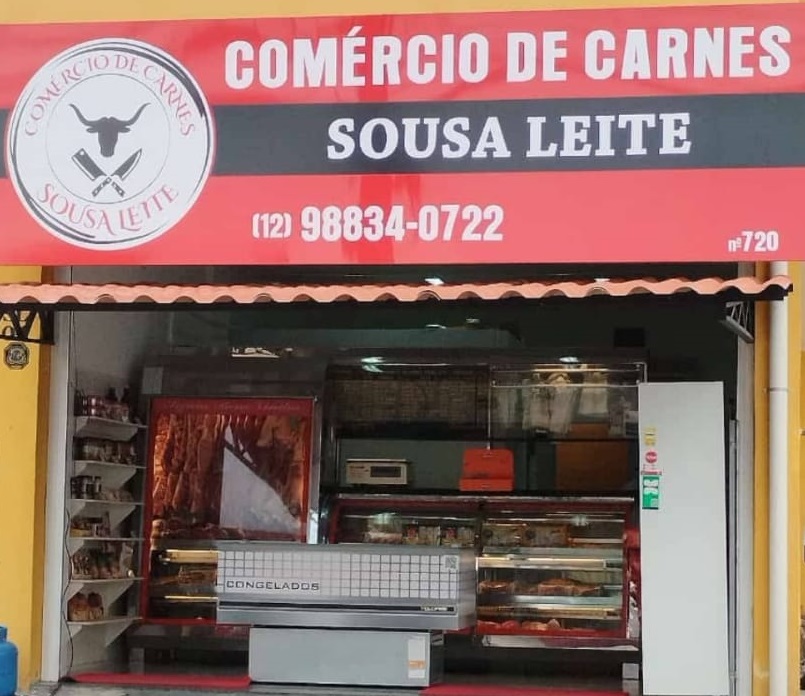 COMÉRCIO DE CARNES
SOUSA LEITE
COMÉRCIO DE CARNES
SOUSA LEITE
(12) 98834-0722
nº720
CONGELADOS